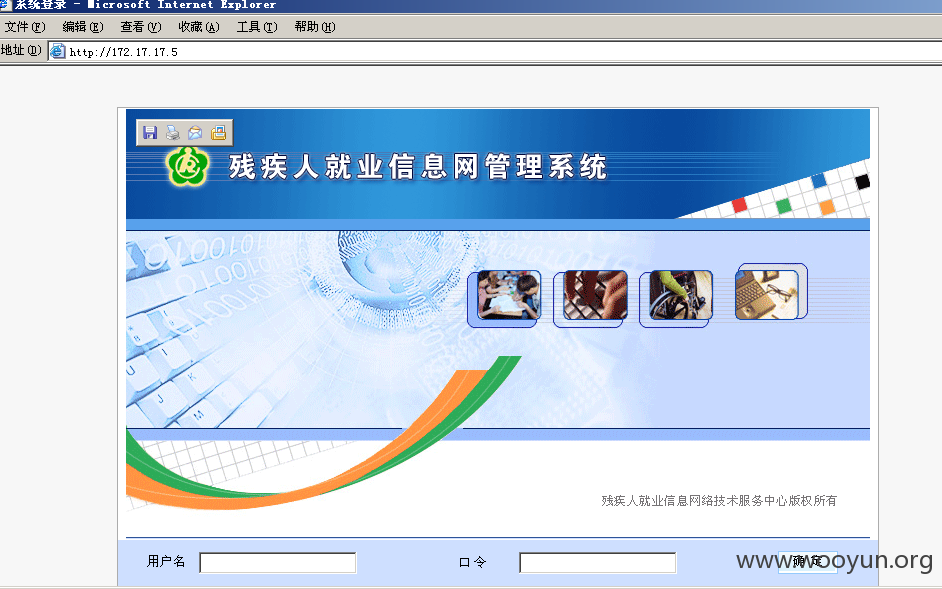 系统登录 - Microsoft Internet Explorer
文件(F) 编辑(E) 查看(V) 收藏(A) 工具(T) 帮助(H)
地址(D) http://172.17.17.5
残疾人就业信息网管理系统
残疾人就业信息网络技术服务中心版权所有
用户名 口令 确定
www.wooyun.org